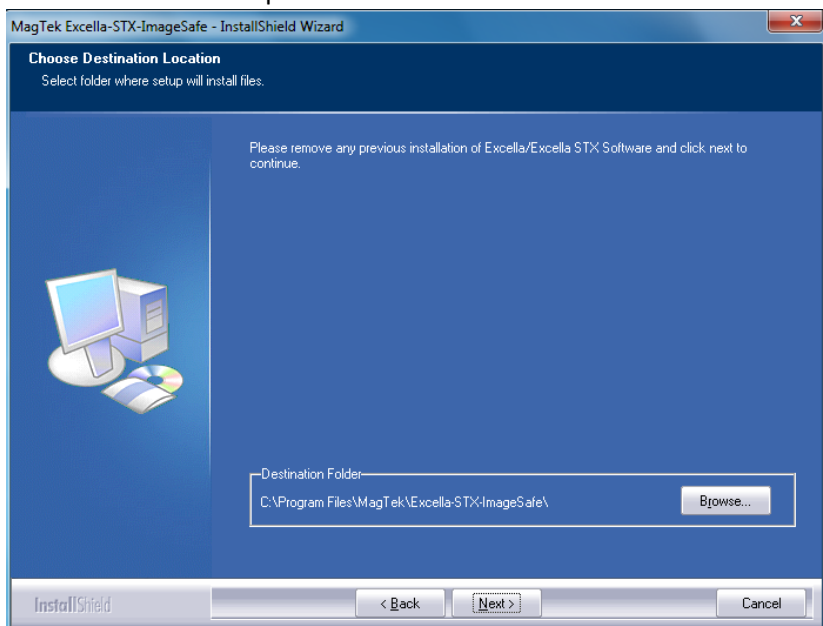 MagTek Excella-STX-ImageSafe - InstallShield Wizard
Choose Destination Location
Select folder where setup will install files.
Please remove any previous installation of Excella/Excella STX Software and click next to
continue.
Destination Folder
C:\Program Files\MagTek\Excella-STX-ImageSafe\
Browse...
InstallShield
< Back
Next >
Cancel